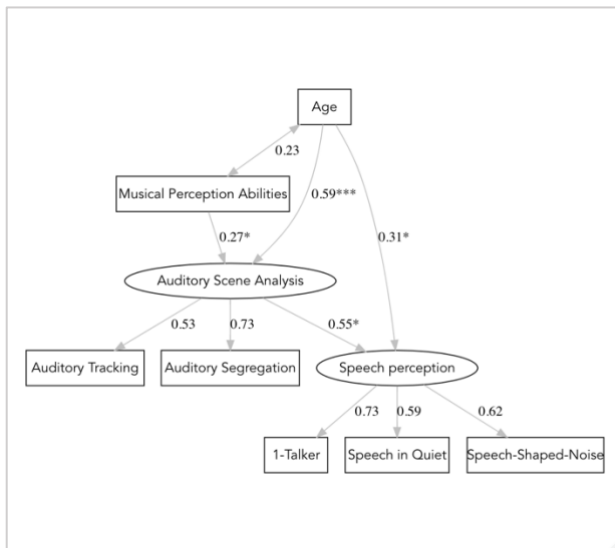 Age
0.23
Musical Perception Abilities
0.59***
0.27*
0.31*
Auditory Scene Analysis
0.53
0.73
0.55*
Auditory Tracking
Auditory Segregation
Speech perception
0.73
0.59
0.62
1-Talker
Speech in Quiet
Speech-Shaped-Noise